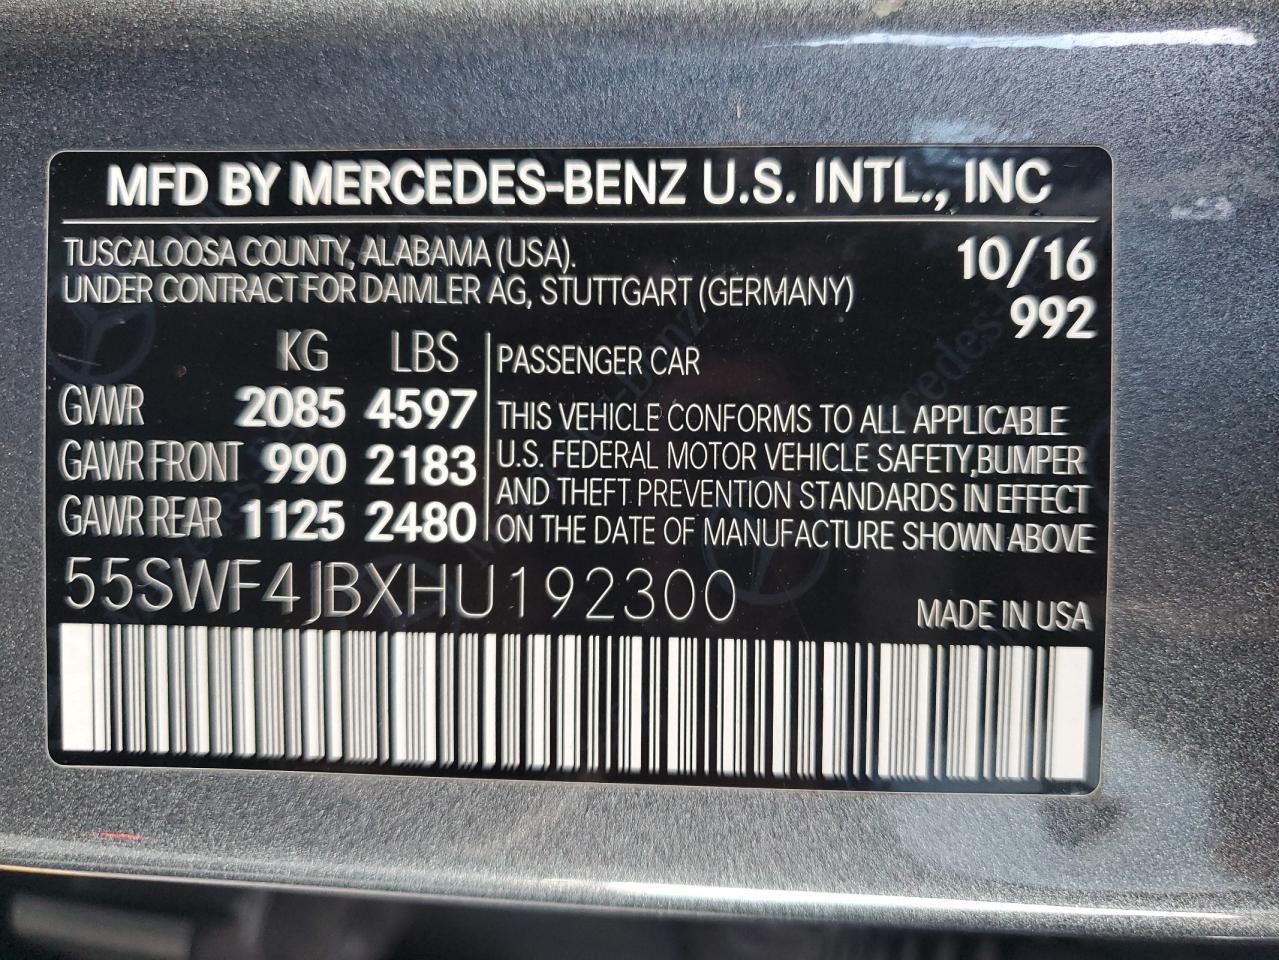 MFD BY MERCEDES-BENZ U.S. INTL., INC
TUSCALOOSA COUNTY, ALABAMA (USA). 10/16
UNDER CONTRACT FOR DAIMLER AG, STUTTGART (GERMANY) 992
KG LBS PASSENGER CAR
GVWR 2085 4597
GAWR FRONT 990 2183
GAWR REAR 1125 2480
THIS VEHICLE CONFORMS TO ALL APPLICABLE
U.S. FEDERAL MOTOR VEHICLE SAFETY, BUMPER
AND THEFT PREVENTION STANDARDS IN EFFECT
ON THE DATE OF MANUFACTURE SHOWN ABOVE
55SWF4JBXHU192300 MADE IN USA